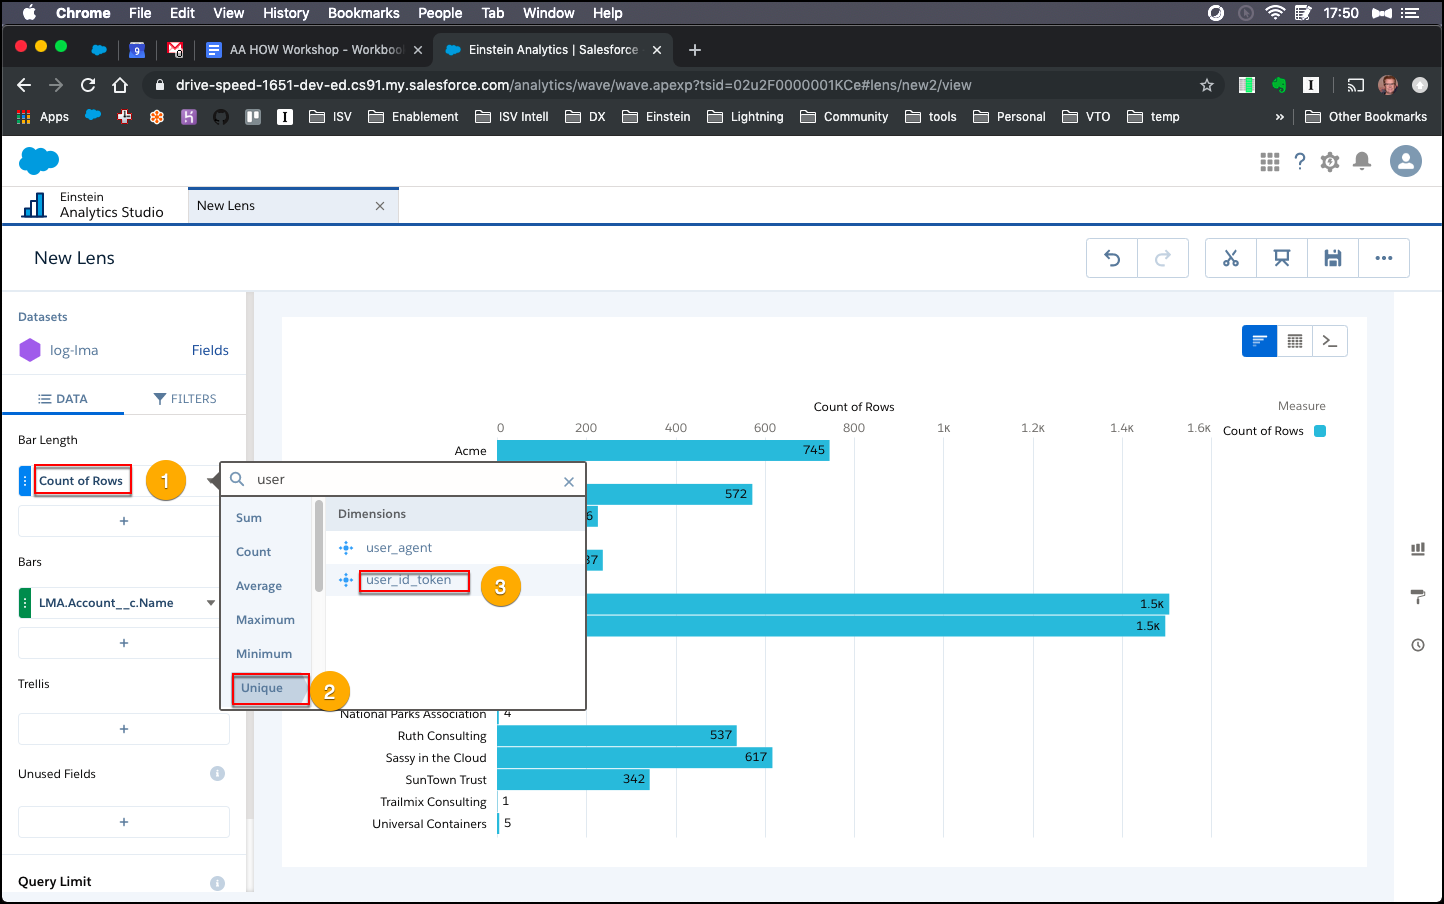 Chrome File Edit View History Bookmarks People Tab Window Help 17:50
9 0 AA HOW Workshop - Workboo Einstein Analytics | Salesforce
drive-speed-1651-dev-ed.cs91.my.salesforce.com/analytics/wave/wave.apexp?tsid=02u2F0000001KCe#lens/new2/view
Apps ISV Enablement ISV Intell DX Einstein Lightning Community tools Personal VTO temp » Other Bookmarks
Einstein
Analytics Studio
New Lens
New Lens
Datasets
log-lma Fields
DATA FILTERS
Bar Length
Count of Rows
1
+
Bars
LMA.Account__c.Name
+
Trellis
+
Unused Fields
+
Query Limit
user
Sum
Count
Average
Maximum
Minimum
Unique
2
Dimensions
user_agent
user_id_token
3
Count of Rows
0 200 400 600 800 1K 1.2K 1.4K 1.6K
Measure
Count of Rows
Acme 745
572
6
37
1.5K
1.5K
National Parks Association 4
Ruth Consulting 537
Sassy in the Cloud 617
SunTown Trust 342
Trailmix Consulting 1
Universal Containers 5